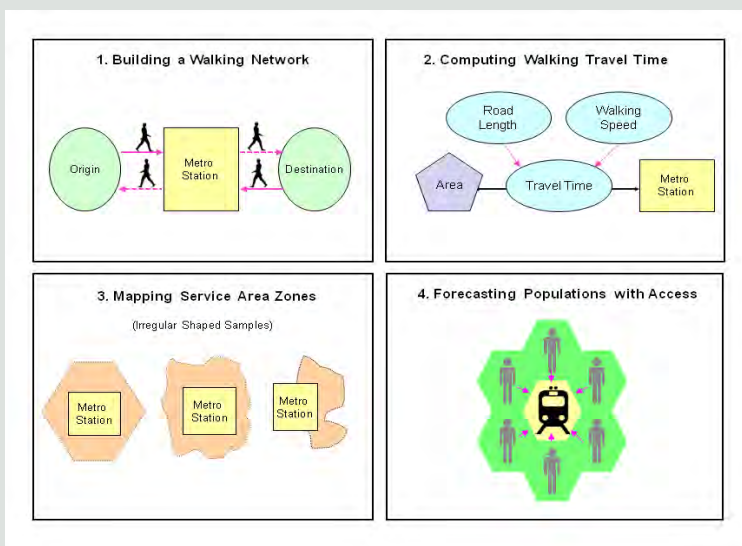 1. Building a Walking Network
Origin
Metro
Station
Destination
2. Computing Walking Travel Time
Road
Length
Walking
Speed
Area
Travel Time
Metro
Station
3. Mapping Service Area Zones
(Irregular Shaped Samples)
Metro
Station
Metro
Station
Metro
Station
4. Forecasting Populations with Access